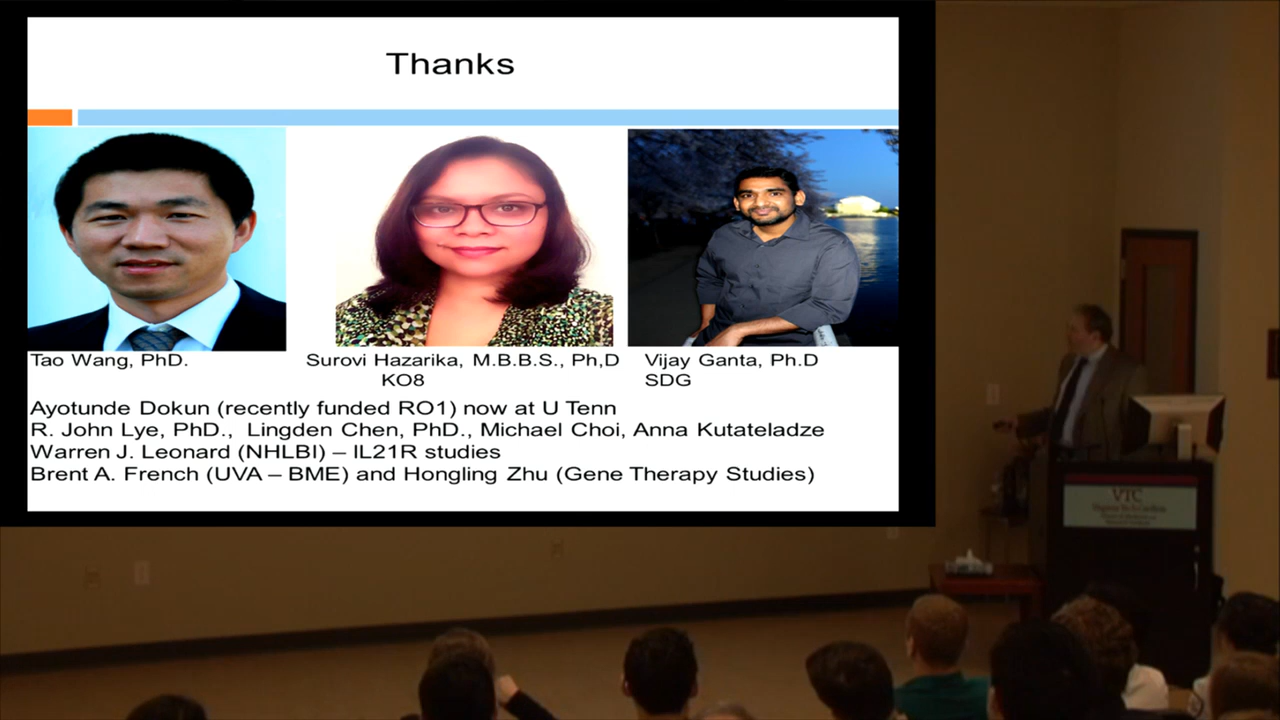 Thanks
Tao Wang, PhD.
Surovi Hazarika, M.B.B.S., Ph,D
KO8
Vijay Ganta, Ph.D
SDG
Ayotunde Dokun (recently funded RO1) now at U Tenn
R. John Lye, PhD., Lingden Chen, PhD., Michael Choi, Anna Kutateladze
Warren J. Leonard (NHLBI) – IL21R studies
Brent A. French (UVA – BME) and Hongling Zhu (Gene Therapy Studies)
VTC